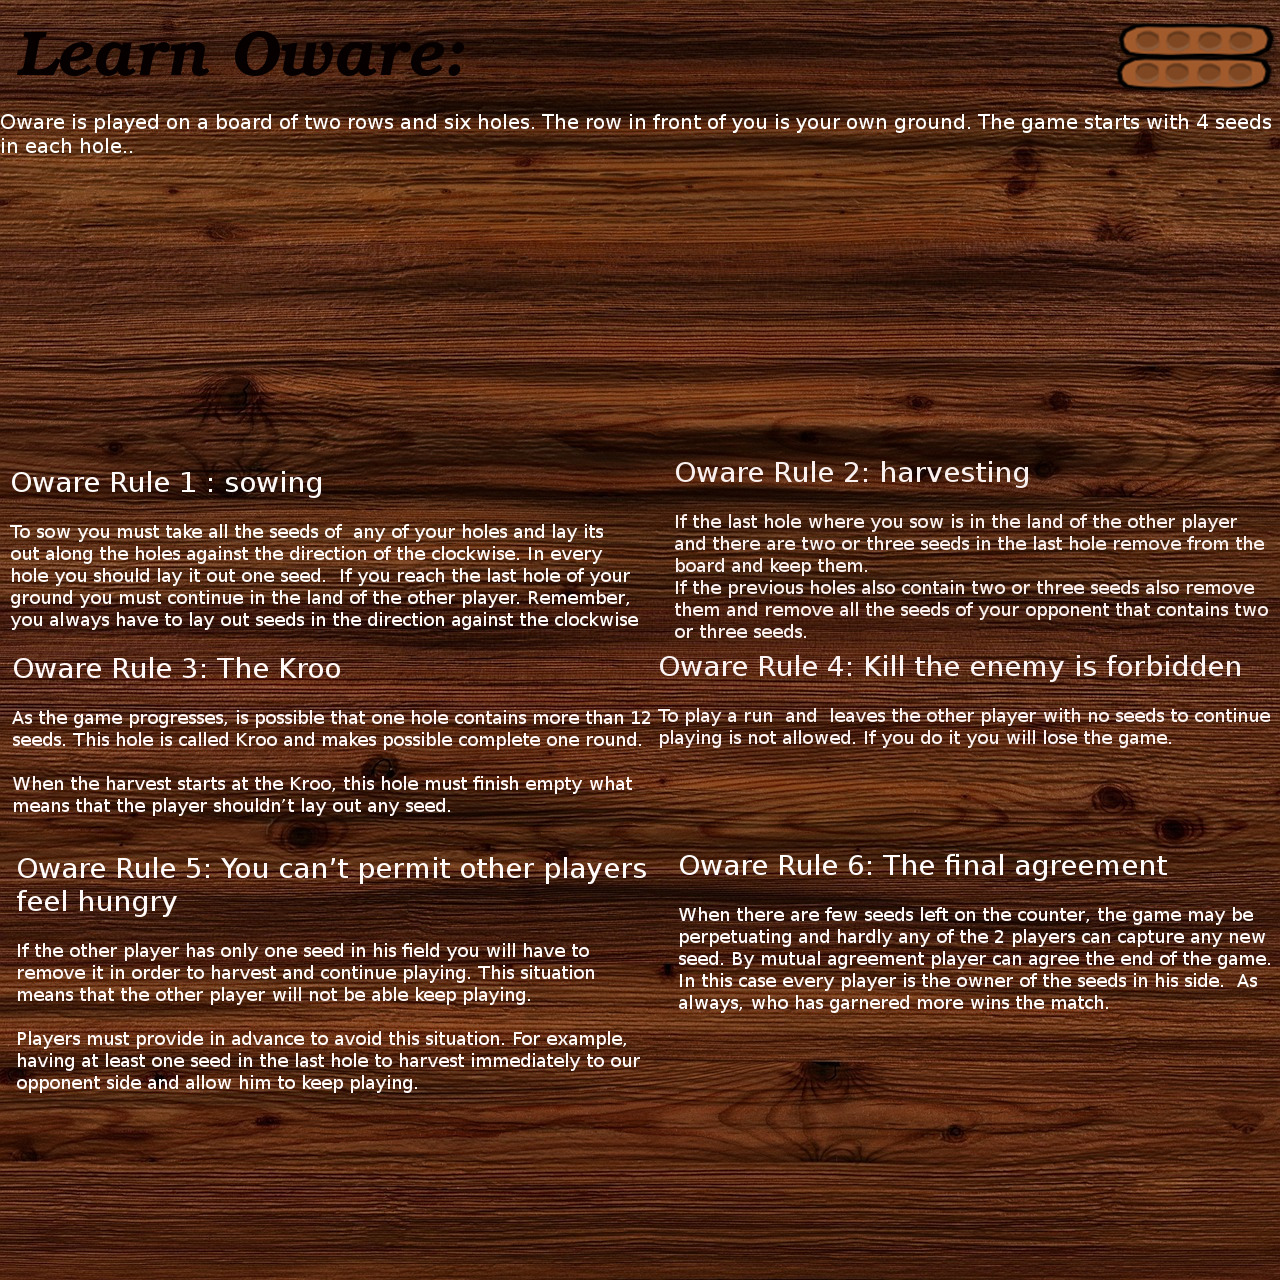 Learn Oware:
Oware is played on a board of two rows and six holes. The row in front of you is your own ground. The game starts with 4 seeds
in each hole..
Oware Rule 1 : sowing
To sow you must take all the seeds of  any of your holes and lay its
out along the holes against the direction of the clockwise. In every
hole you should lay it out one seed.  If you reach the last hole of your
ground you must continue in the land of the other player. Remember,
you always have to lay out seeds in the direction against the clockwise
Oware Rule 2: harvesting
If the last hole where you sow is in the land of the other player
and there are two or three seeds in the last hole remove from the
board and keep them.
If the previous holes also contain two or three seeds also remove
them and remove all the seeds of your opponent that contains two
or three seeds.
Oware Rule 3: The Kroo
As the game progresses, is possible that one hole contains more than 12
seeds. This hole is called Kroo and makes possible complete one round.
When the harvest starts at the Kroo, this hole must finish empty what
means that the player shouldn’t lay out any seed.
Oware Rule 4: Kill the enemy is forbidden
To play a run  and  leaves the other player with no seeds to continue
playing is not allowed. If you do it you will lose the game.
Oware Rule 5: You can’t permit other players
feel hungry
If the other player has only one seed in his field you will have to
remove it in order to harvest and continue playing. This situation
means that the other player will not be able keep playing.
Players must provide in advance to avoid this situation. For example,
having at least one seed in the last hole to harvest immediately to our
opponent side and allow him to keep playing.
Oware Rule 6: The final agreement
When there are few seeds left on the counter, the game may be
perpetuating and hardly any of the 2 players can capture any new
seed. By mutual agreement player can agree the end of the game.
In this case every player is the owner of the seeds in his side.  As
always, who has garnered more wins the match.